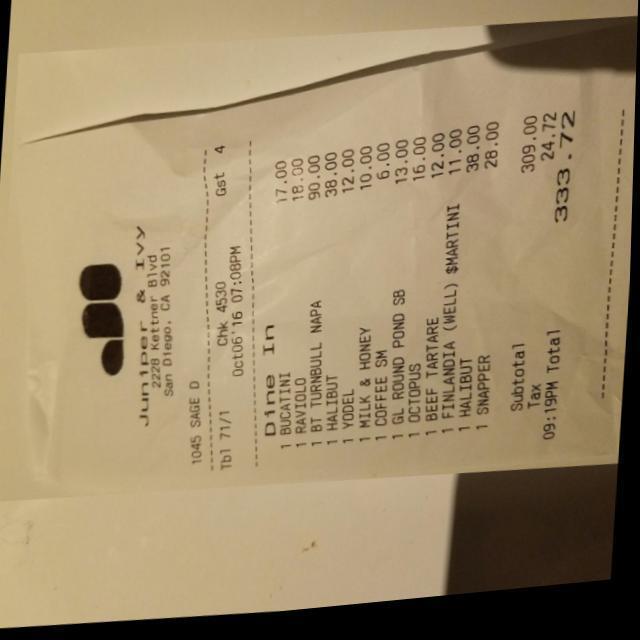 Juniper & Ivy
2228 Kettner Blvd
San Diego, CA 92101
1045 SAGE D
Tbl 71/1 Chk 4530 Gst 4
Oct06'16 07:08PM
Dine In
1 BUCATINI 17.00
1 RAVIOLO 18.00
1 BT TURNBULL NAPA 90.00
1 HALIBUT 38.00
1 YODEL 12.00
1 MILK & HONEY 10.00
1 COFFEE SM 6.00
1 GL ROUND POND SB 13.00
1 OCTOPUS 16.00
1 BEEF TARTARE 12.00
1 FINLANDIA (WELL) $MARTINI 11.00
1 HALIBUT 38.00
1 SNAPPER 28.00
Subtotal 309.00
Tax 24.72
09:19PM Total 333.72